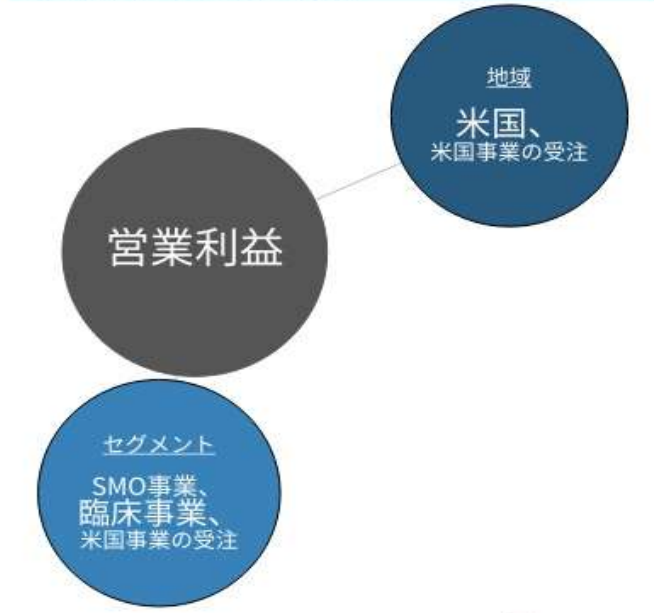 地域
米国、
米国事業の受注
営業利益
セグメント
SMO事業、
臨床事業、
米国事業の受注